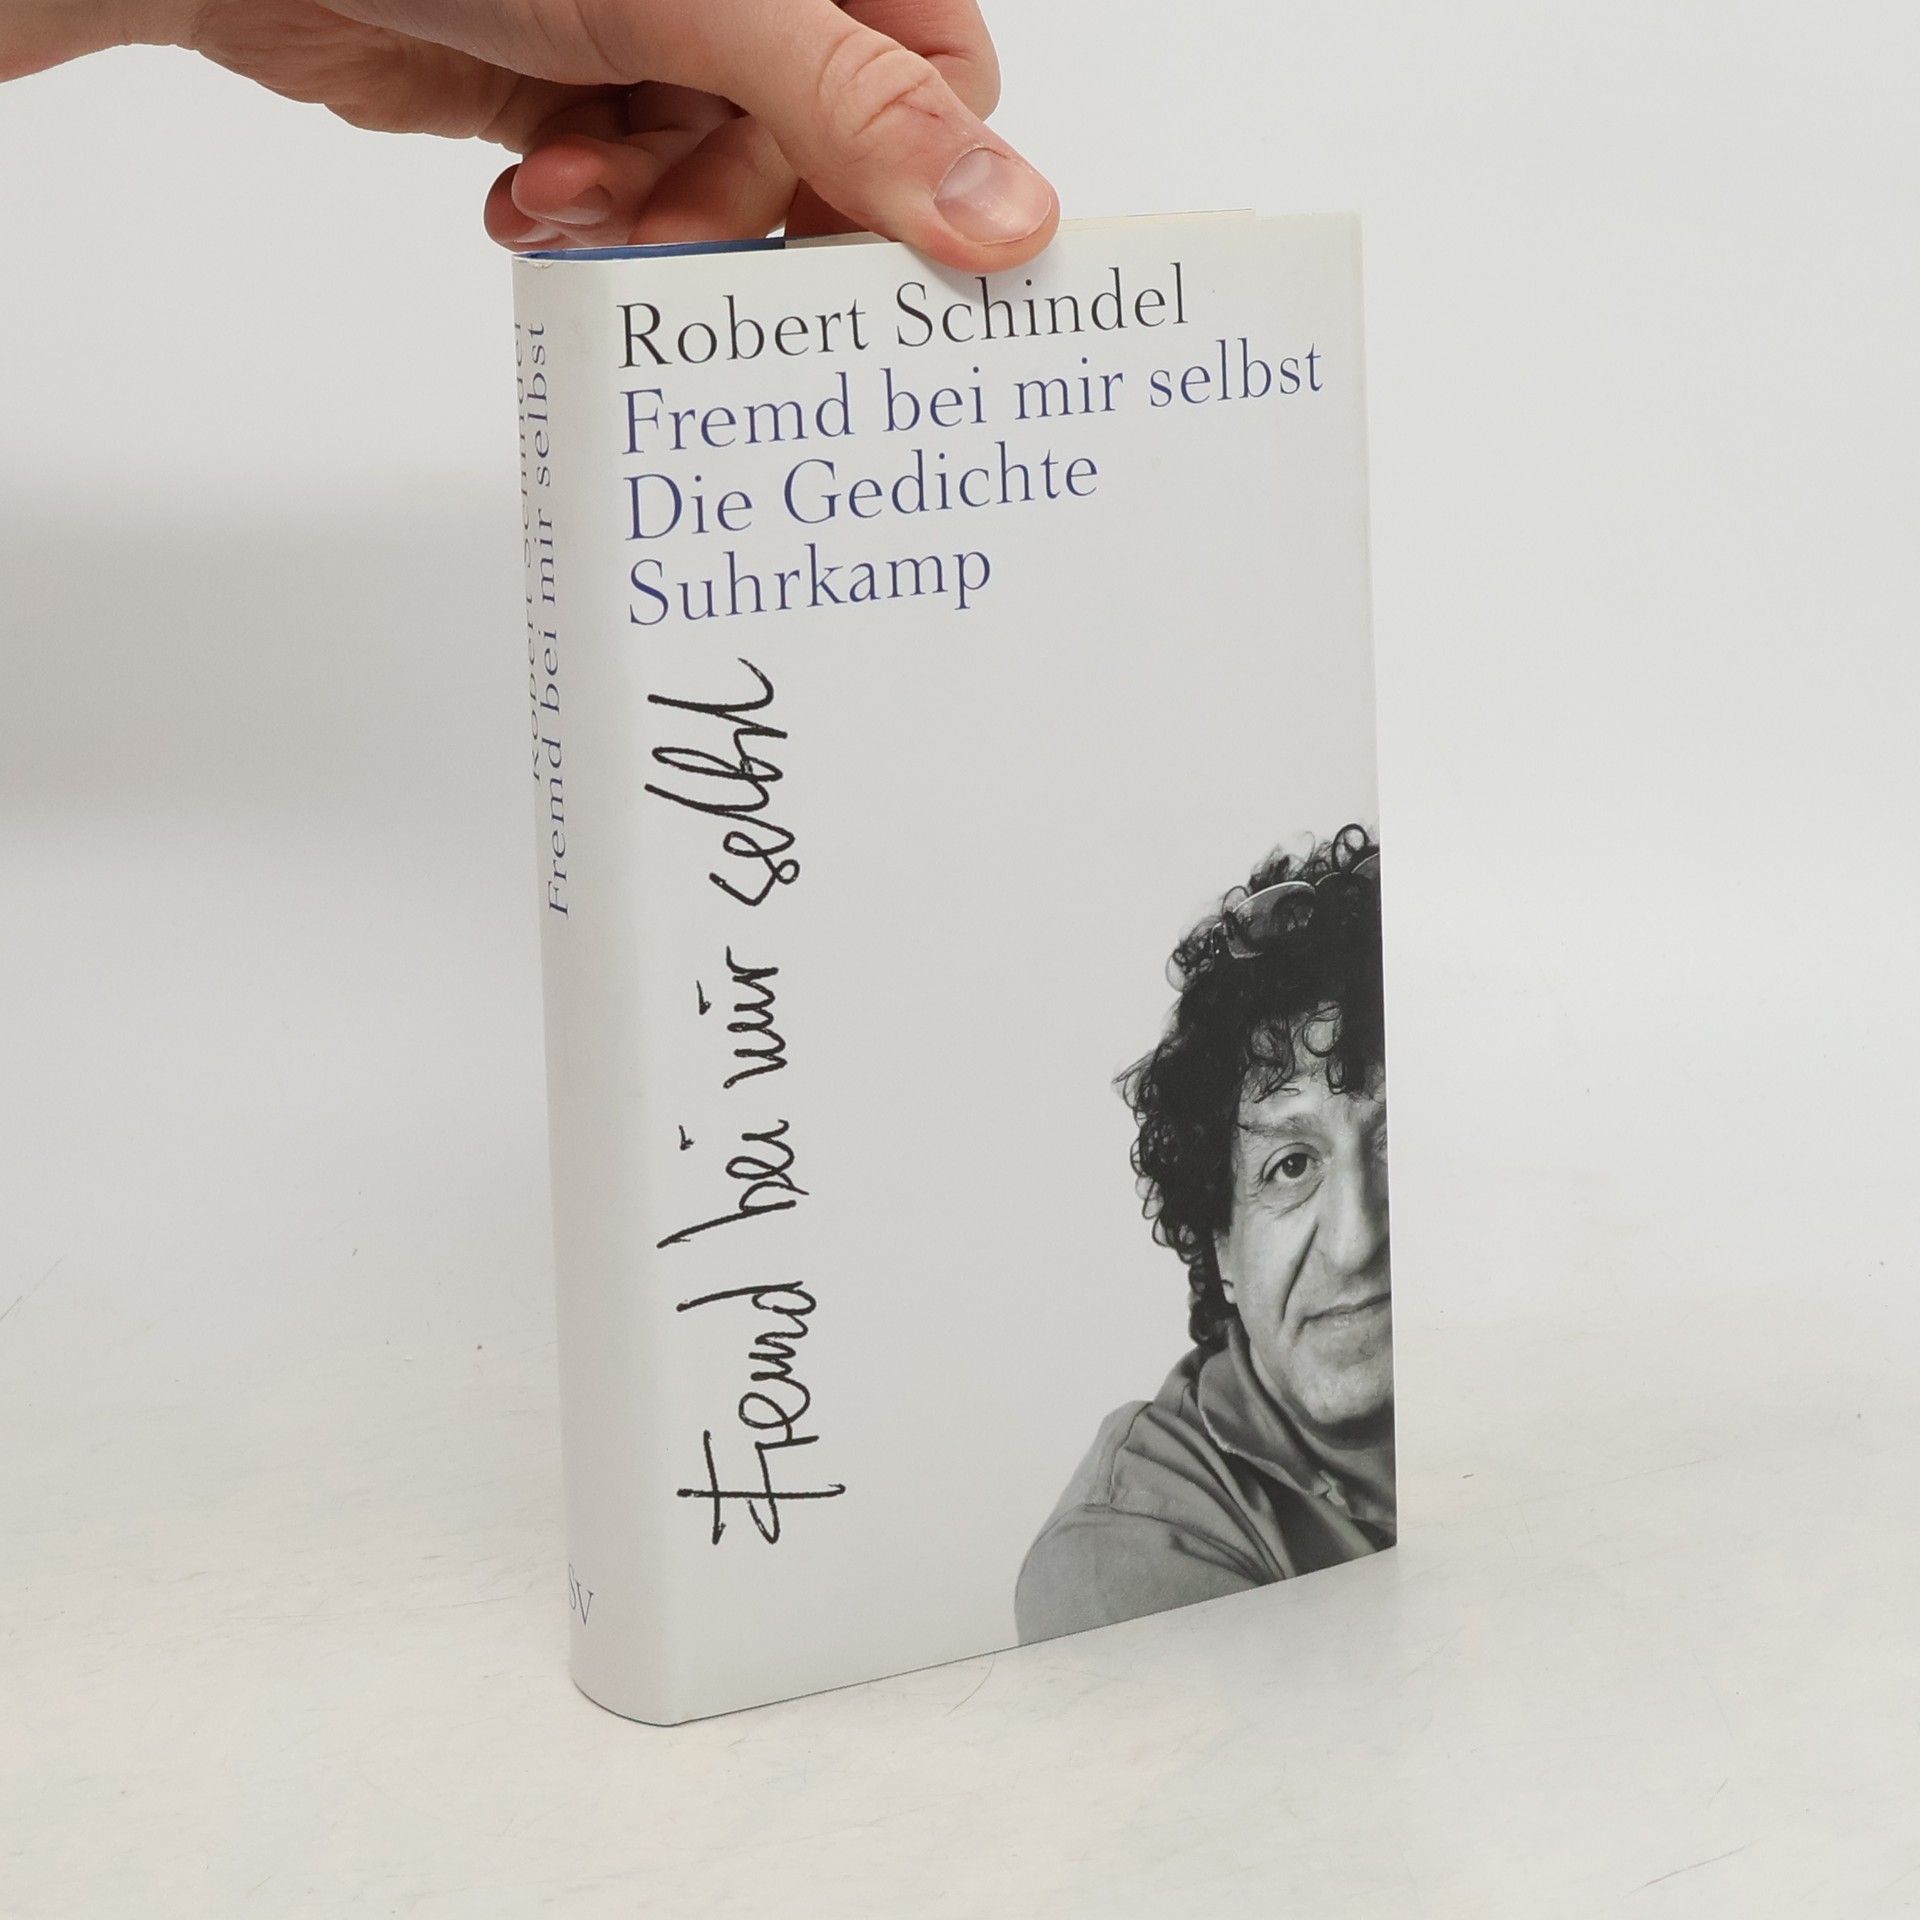 Robert Schindel
Fremd bei mir selbst
Die Gedichte
Suhrkamp
Fremd bei mir selbst
Robert Schindel
Fremd bei mir selbst
SV